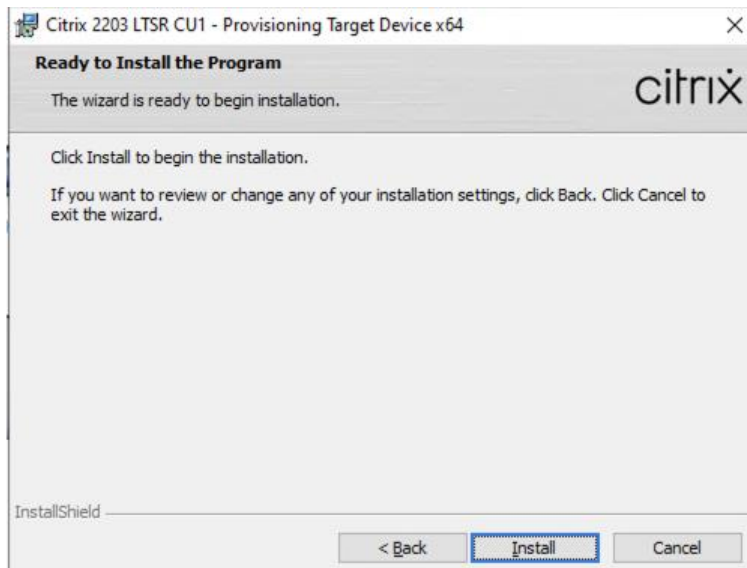 Citrix 2203 LTSR CU1 - Provisioning Target Device x64
Ready to Install the Program
The wizard is ready to begin installation.
citrix
Click Install to begin the installation.
If you want to review or change any of your installation settings, click Back. Click Cancel to
exit the wizard.
InstallShield
< Back
Install
Cancel